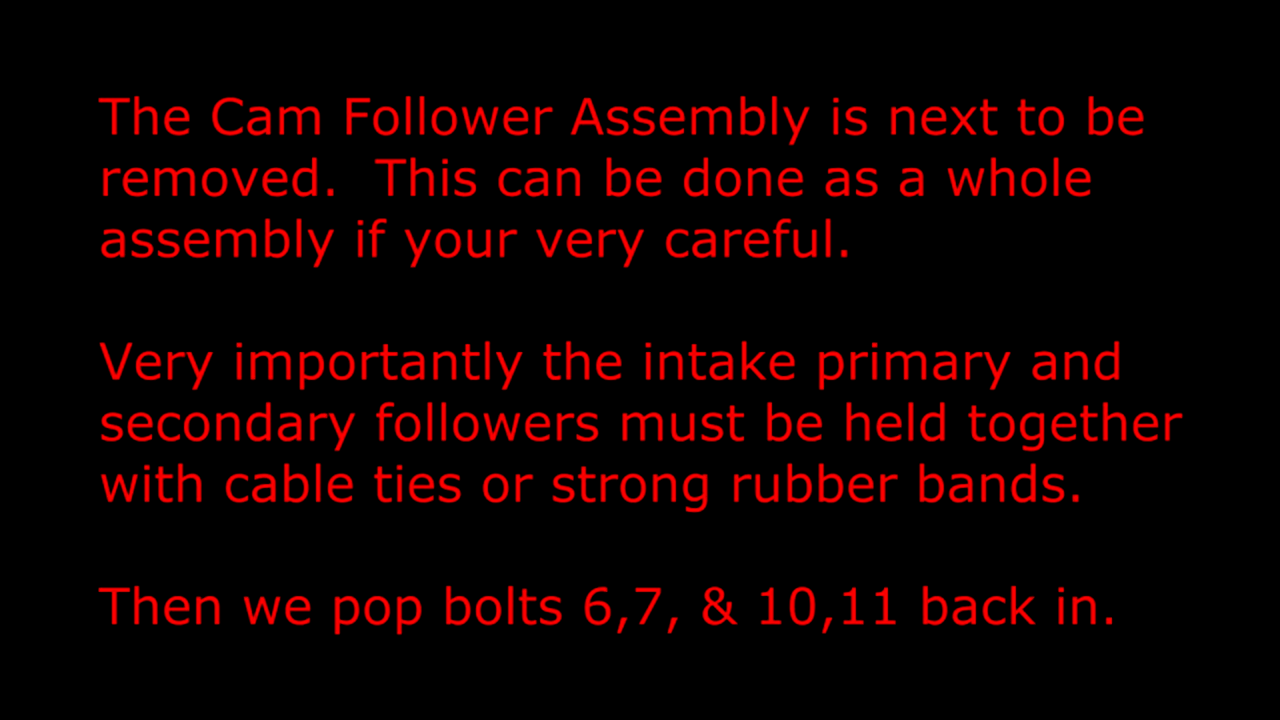 The Cam Follower Assembly is next to be
removed.  This can be done as a whole
assembly if your very careful.
Very importantly the intake primary and
secondary followers must be held together
with cable ties or strong rubber bands.
Then we pop bolts 6,7, & 10,11 back in.